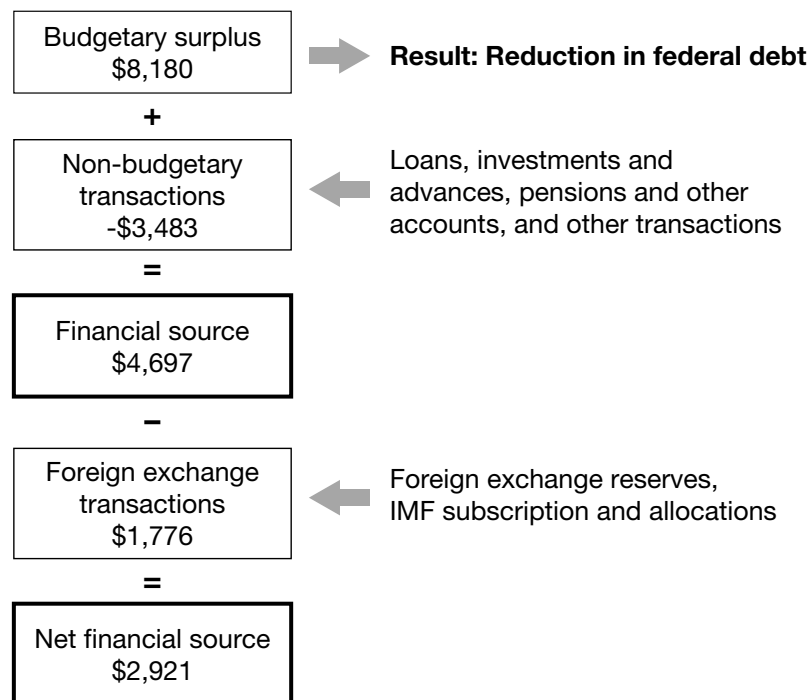 Budgetary surplus
$8,180
Result: Reduction in federal debt
+
Non-budgetary
transactions
-$3,483
Loans, investments and
advances, pensions and other
accounts, and other transactions
=
Financial source
$4,697
–
Foreign exchange
transactions
$1,776
Foreign exchange reserves,
IMF subscription and allocations
=
Net financial source
$2,921